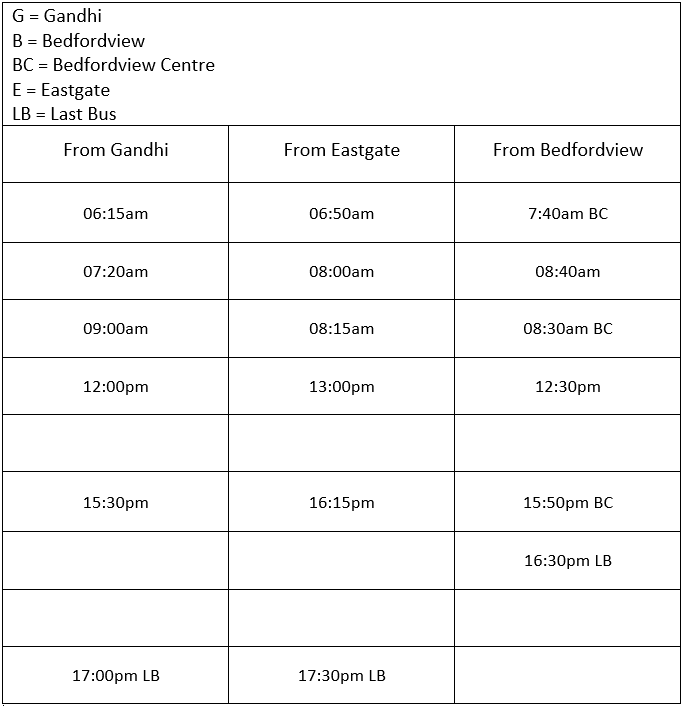 G = Gandhi
B = Bedfordview
BC = Bedfordview Centre
E = Eastgate
LB = Last Bus
From Gandhi From Eastgate From Bedfordview
06:15am 06:50am 7:40am BC
07:20am 08:00am 08:40am
09:00am 08:15am 08:30am BC
12:00pm 13:00pm 12:30pm
15:30pm 16:15pm 15:50pm BC
16:30pm LB
17:00pm LB 17:30pm LB